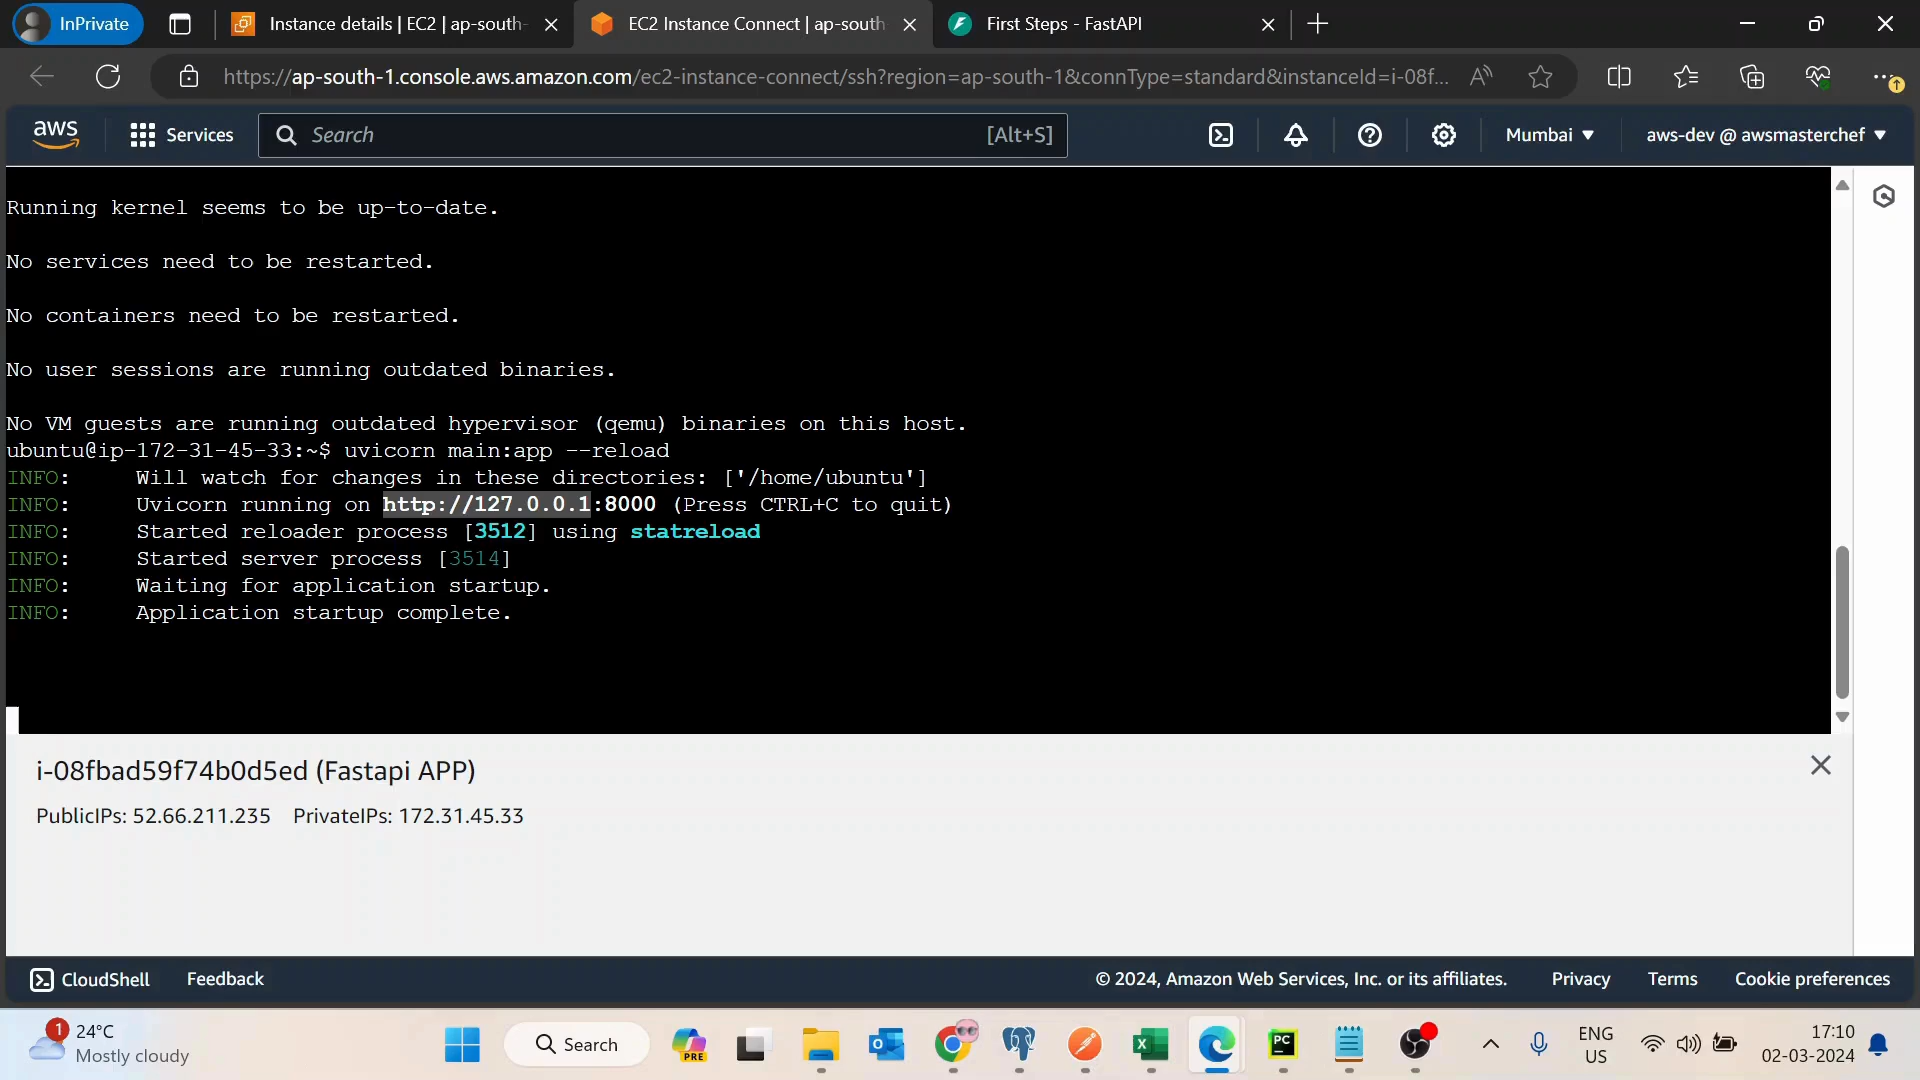 InPrivate
Instance details | EC2 | ap-south-
EC2 Instance Connect | ap-south
First Steps - FastAPI
https://ap-south-1.console.aws.amazon.com/ec2-instance-connect/ssh?region=ap-south-1&connType=standard&instanceId=i-08f...
aws
Services
Search
[Alt+S]
Mumbai
aws-dev @ awsmasterchef
Running kernel seems to be up-to-date.
No services need to be restarted.
No containers need to be restarted.
No user sessions are running outdated binaries.
No VM guests are running outdated hypervisor (qemu) binaries on this host.
ubuntu@ip-172-31-45-33:~$ uvicorn main:app --reload
INFO:     Will watch for changes in these directories: ['/home/ubuntu']
INFO:     Uvicorn running on http://127.0.0.1:8000 (Press CTRL+C to quit)
INFO:     Started reloader process [3512] using statreload
INFO:     Started server process [3514]
INFO:     Waiting for application startup.
INFO:     Application startup complete.
i-08fbad59f74b0d5ed (Fastapi APP)
PublicIPs: 52.66.211.235    PrivateIPs: 172.31.45.33
CloudShell
Feedback
© 2024, Amazon Web Services, Inc. or its affiliates.
Privacy
Terms
Cookie preferences
1
24°C
Mostly cloudy
Search
PRE
PC
ENG
US
17:10
02-03-2024